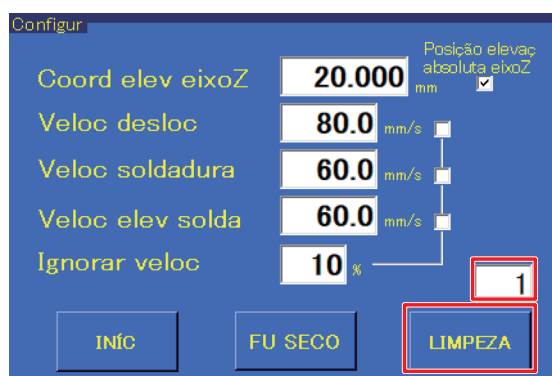 Configur
Posição elevaç
absoluta eixoZ
Coord elev eixoZ 20.000 mm
Veloc desloc 80.0 mm/s
Veloc soldadura 60.0 mm/s
Veloc elev solda 60.0 mm/s
Ignorar veloc 10 %
1
INÍC FU SECO LIMPEZA